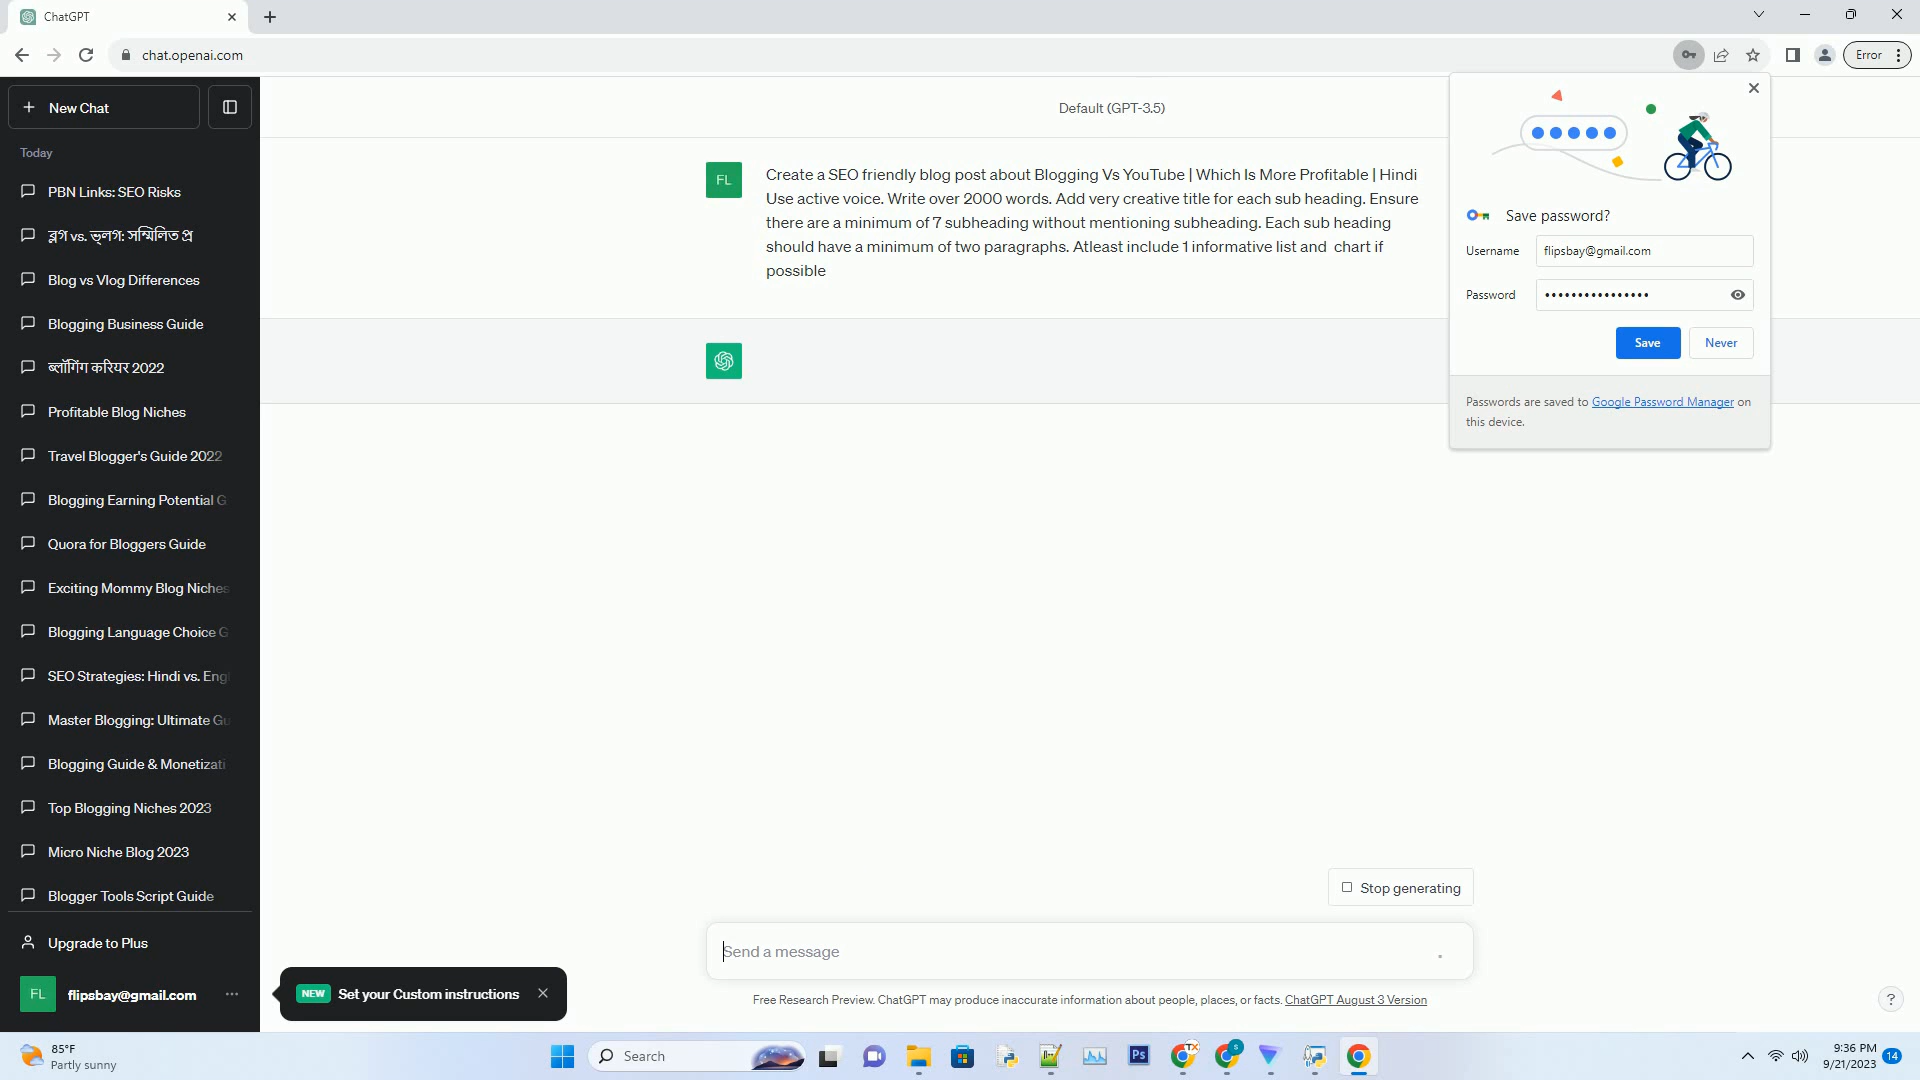 ChatGPT
chat.openai.com
Error
New Chat
Today
PBN Links: SEO Risks
ব্লগ vs. ভ্লগ: সম্মিলিত প্র
Blog vs Vlog Differences
Blogging Business Guide
ब्लॉगिंग करियर 2022
Profitable Blog Niches
Travel Blogger's Guide 2022
Blogging Earning Potential G
Quora for Bloggers Guide
Exciting Mommy Blog Niches
Blogging Language Choice G
SEO Strategies: Hindi vs. Eng
Master Blogging: Ultimate Gu
Blogging Guide & Monetizati
Top Blogging Niches 2023
Micro Niche Blog 2023
Blogger Tools Script Guide
Upgrade to Plus
FL flipsbay@gmail.com
Default (GPT-3.5)
FL
Create a SEO friendly blog post about Blogging Vs YouTube | Which Is More Profitable | Hindi
Use active voice. Write over 2000 words. Add very creative title for each sub heading. Ensure
there are a minimum of 7 subheading without mentioning subheading. Each sub heading
should have a minimum of two paragraphs. Atleast include 1 informative list and  chart if
possible
Save password?
Username flipsbay@gmail.com
Password
Save Never
Passwords are saved to Google Password Manager on
this device.
Stop generating
Send a message
NEW Set your Custom instructions
Free Research Preview. ChatGPT may produce inaccurate information about people, places, or facts. ChatGPT August 3 Version
?
85°F
Partly sunny
Search
TX
S
Ps
9:36 PM
9/21/2023
14